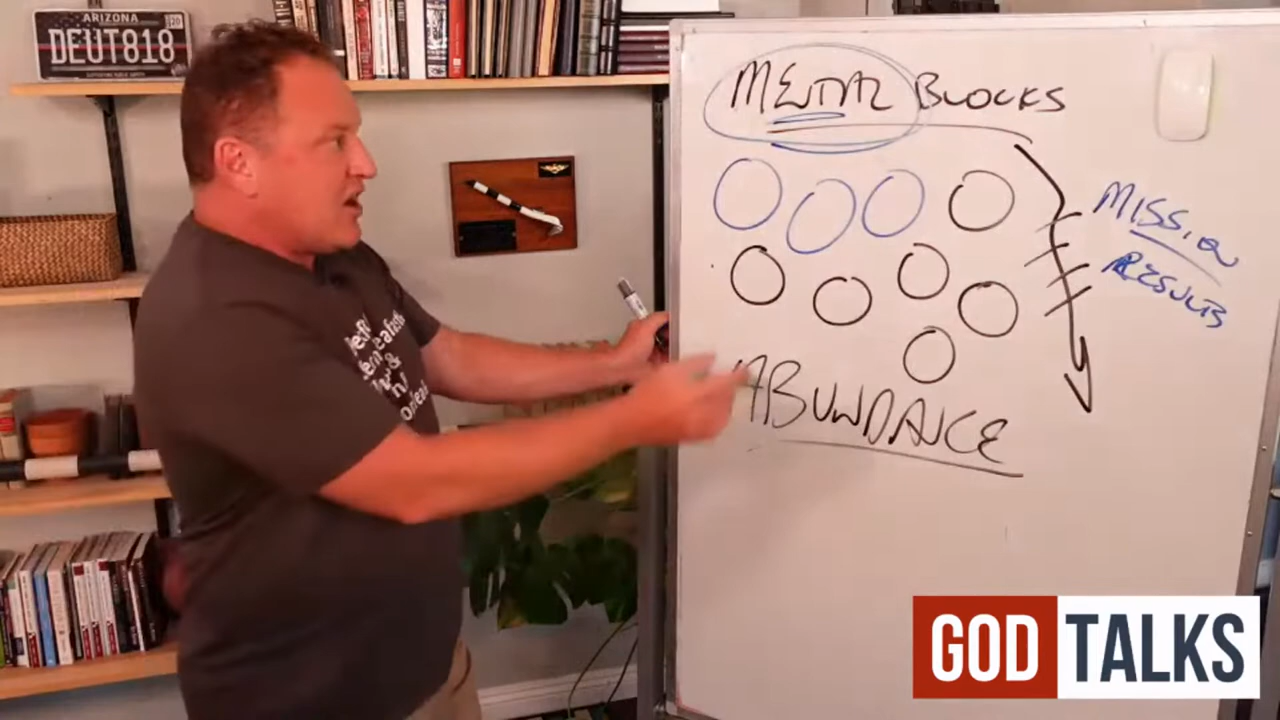 ARIZONA
DEUT818
MENTAL BLOCKS
MISSION
RESULTS
ABUNDANCE
GOD TALKS